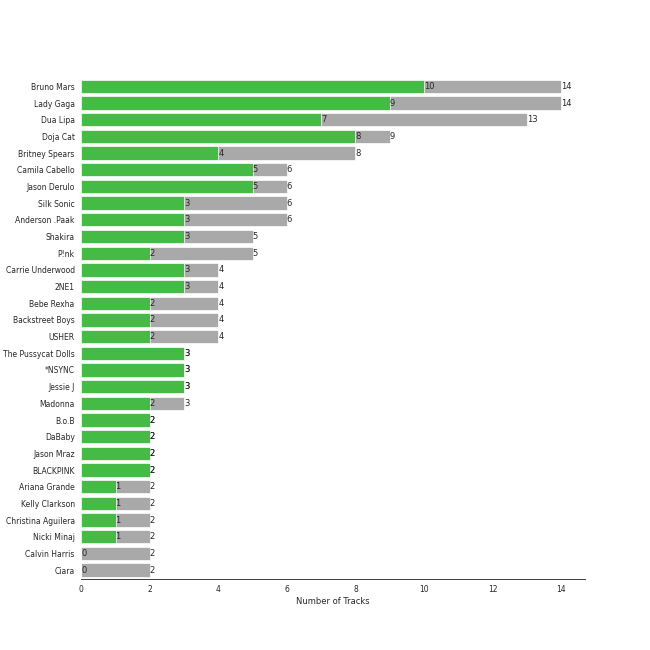 Bruno Mars 10 14
Lady Gaga 9 14
Dua Lipa 7 13
Doja Cat 8 9
Britney Spears 4 8
Camila Cabello 5 6
Jason Derulo 5 6
Silk Sonic 3 6
Anderson .Paak 3 6
Shakira 3 5
P!nk 2 5
Carrie Underwood 3 4
2NE1 3 4
Bebe Rexha 2 4
Backstreet Boys 2 4
USHER 2 4
The Pussycat Dolls 3
*NSYNC 3
Jessie J 3
Madonna 2 3
B.o.B 2
DaBaby 2
Jason Mraz 2
BLACKPINK 2
Ariana Grande 1 2
Kelly Clarkson 1 2
Christina Aguilera 1 2
Nicki Minaj 1 2
Calvin Harris 0 2
Ciara 0 2
0 2 4 6 8 10 12 14
Number of Tracks